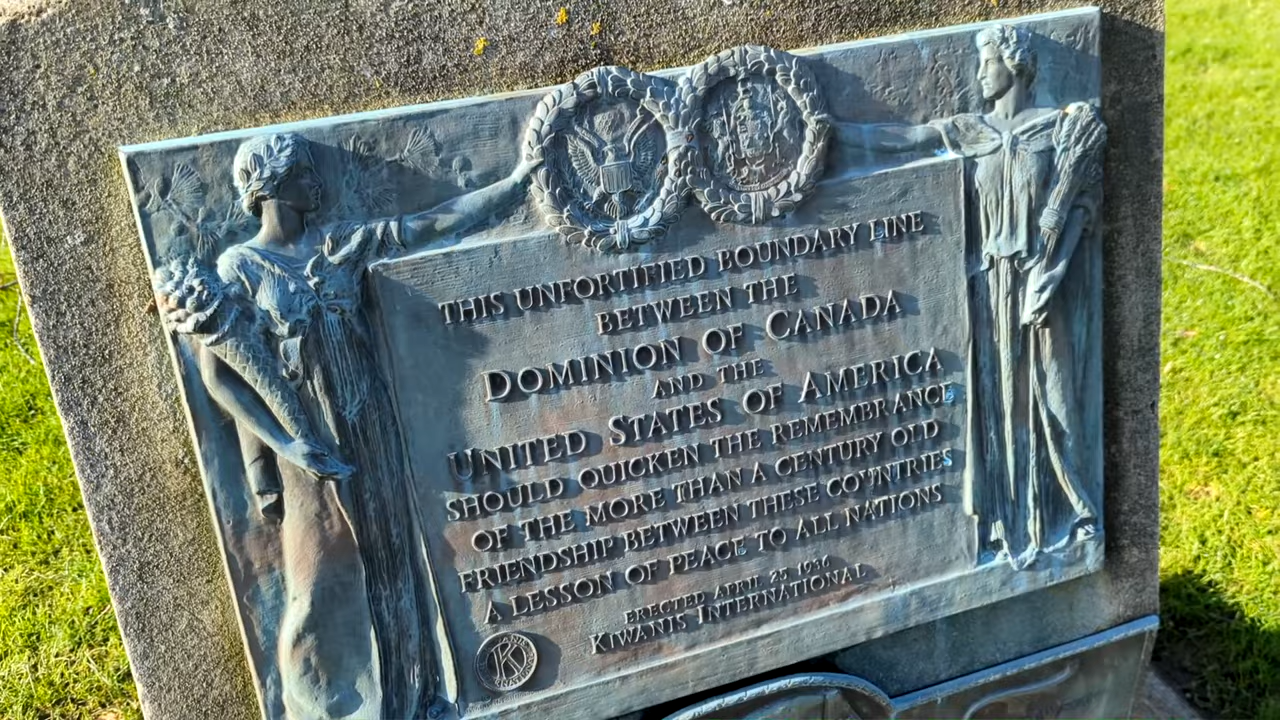 THIS UNFORTIFIED BOUNDARY LINE
BETWEEN THE
DOMINION OF CANADA
AND THE
UNITED STATES OF AMERICA
SHOULD QUICKEN THE REMEMBRANCE
OF THE MORE THAN A CENTURY OLD
FRIENDSHIP BETWEEN THESE COVNTRIES
A LESSON OF PEACE TO ALL NATIONS
ERECTED APRIL 25 1936
KIWANIS INTERNATIONAL
K